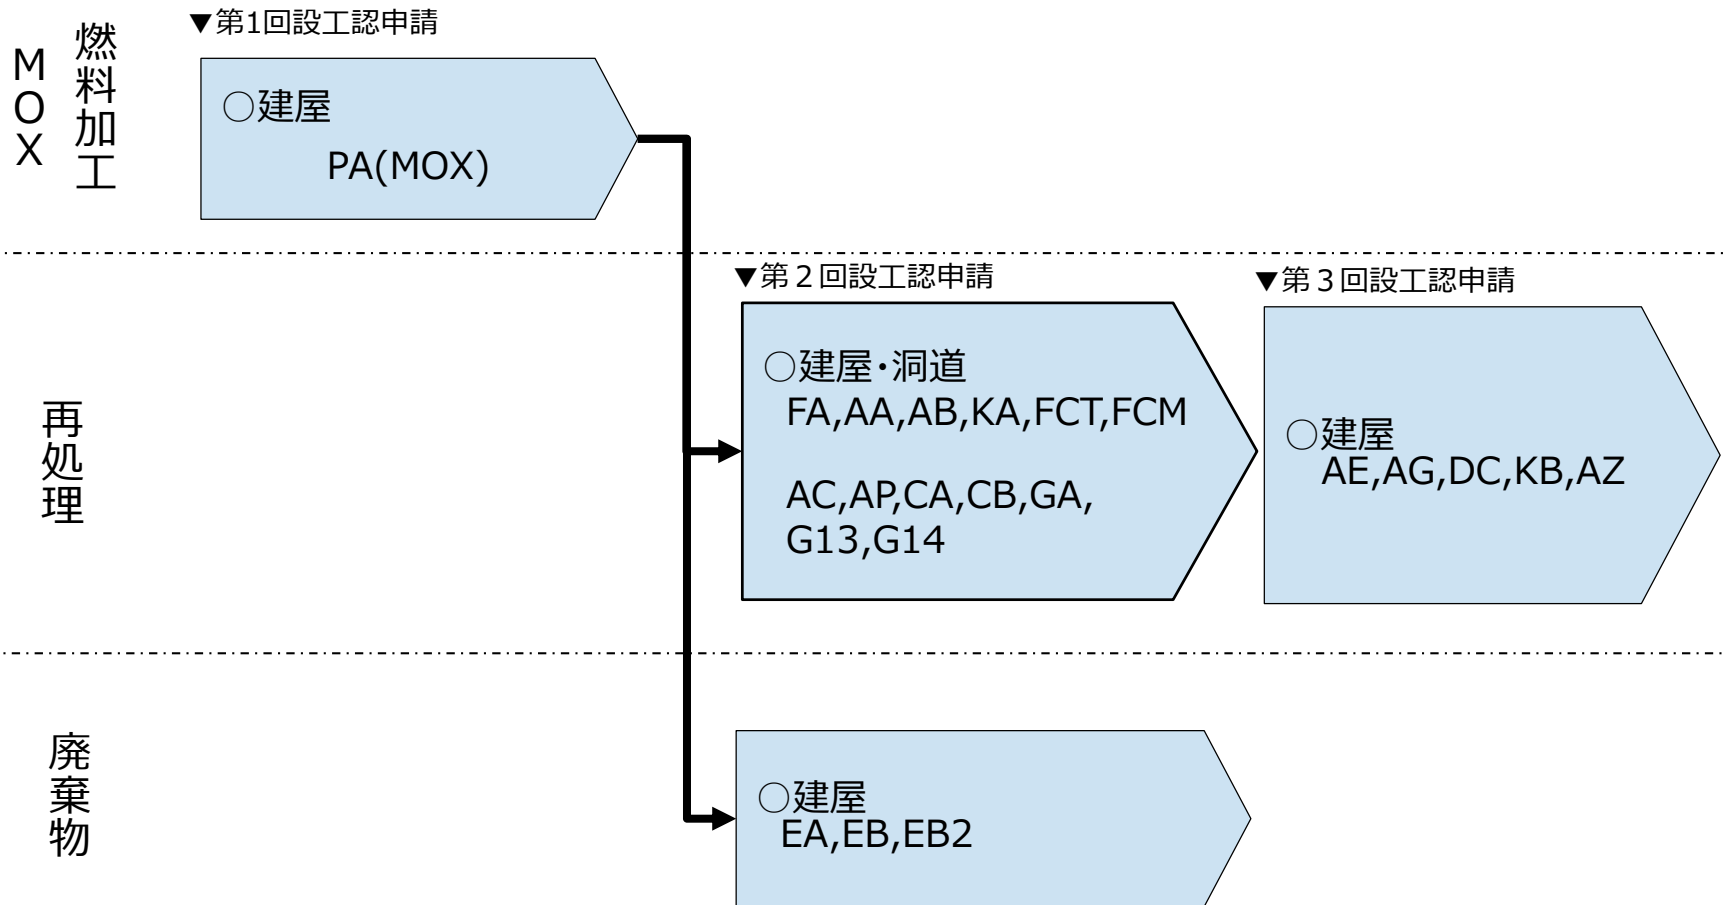 MOX
燃料加工
▼第1回設工認申請
○建屋
PA(MOX)
再処理
▼第２回設工認申請
○建屋・洞道
FA,AA,AB,KA,FCT,FCM
AC,AP,CA,CB,GA,
G13,G14
▼第３回設工認申請
○建屋
AE,AG,DC,KB,AZ
廃棄物
○建屋
EA,EB,EB2